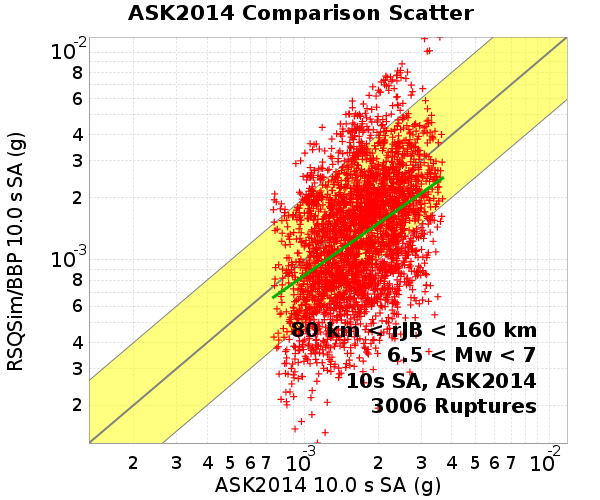 ASK2014 Comparison Scatter
RSQSim/BBP 10.0 s SA (g)
10-2
8
6
4
3
2
10-3
8
6
4
3
2
80 km < rJB < 160 km
6.5 < Mw < 7
10s SA, ASK2014
3006 Ruptures
2 3 4 5 6 7 10-3 2 3 4 5 6 7 10-2
ASK2014 10.0 s SA (g)